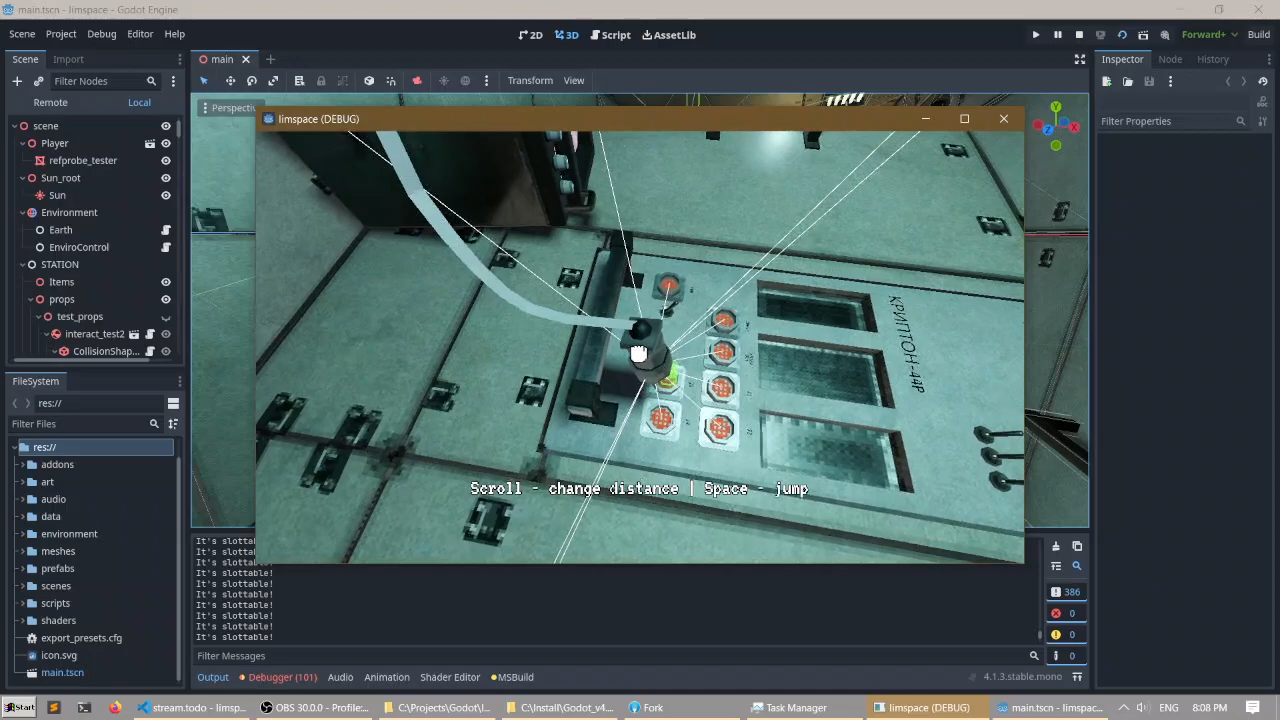 main.tscn - limspace - Godot Engine
Scene Project Debug Editor Help
2D 3D Script AssetLib
Forward+ Build
Scene Import
main
Inspector Node History
Filter Nodes
Transform View
Remote Local
Perspectiv
Filter Properties
limspace (DEBUG)
scene
Player
refprobe_tester
Sun_root
Sun
Environment
Earth
EnviroControl
STATION
Items
props
test_props
interact_test2
CollisionShap..
Y
X
Z
КРИПТОН-44Р
Scroll - change distance | Space - jump
FileSystem
res://
Filter Files
res://
addons
art
audio
data
environment
meshes
prefabs
scenes
scripts
shaders
export_presets.cfg
icon.svg
main.tscn
It's slottab
It's slottab
It's slottab
It's slottable!
It's slottable!
It's slottable!
It's slottable!
It's slottable!
It's slottable!
It's slottable!
386
0
0
0
Filter Messages
Output Debugger (101) Audio Animation Shader Editor MSBuild
4.1.3.stable.mono
Start stream.todo - vis... OBS 30.0.0 - Profile:... C:\Projects\Godot\l... C:\Install\Godot_v4... Fork Task Manager limspace (DEBUG) main.tscn - limspac... 8:08 PM